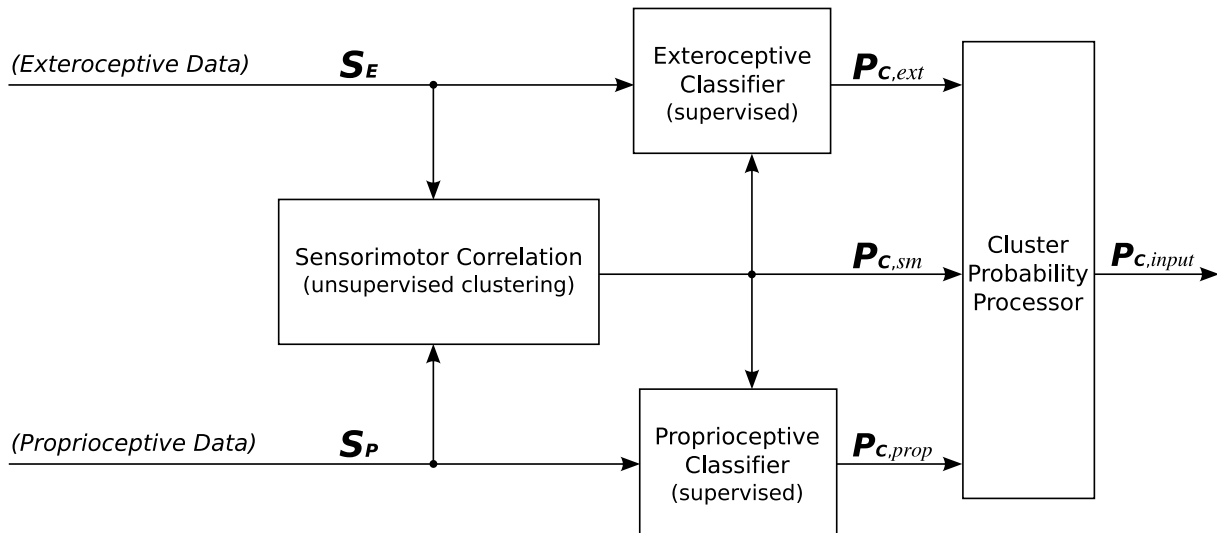 (Exteroceptive Data)
S_E
Exteroceptive
Classifier
(supervised)
P_C,ext
Sensorimotor Correlation
(unsupervised clustering)
P_C,sm
Cluster
Probability
Processor
P_C,input
(Proprioceptive Data)
S_P
Proprioceptive
Classifier
(supervised)
P_C,prop